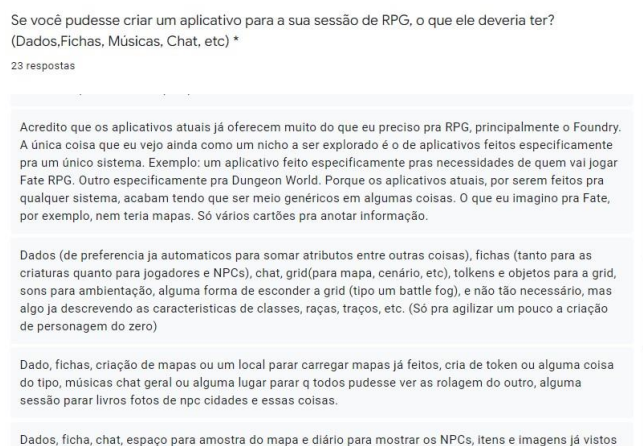 Se você pudesse criar um aplicativo para a sua sessão de RPG, o que ele deveria ter?
(Dados,Fichas, Músicas, Chat, etc) *
23 respostas
Acredito que os aplicativos atuais já oferecem muito do que eu preciso pra RPG, principalmente o Foundry.
A única coisa que eu vejo ainda como um nicho a ser explorado é o de aplicativos feitos especificamente
pra um único sistema. Exemplo: um aplicativo feito especificamente pras necessidades de quem vai jogar
Fate RPG. Outro especificamente pra Dungeon World. Porque os aplicativos atuais, por serem feitos pra
qualquer sistema, acabam tendo que ser meio genéricos em algumas coisas. O que eu imagino pra Fate,
por exemplo, nem teria mapas. Só vários cartões pra anotar informação.
Dados (de preferencia ja automaticos para somar atributos entre outras coisas), fichas (tanto para as
criaturas quanto para jogadores e NPCs), chat, grid(para mapa, cenário, etc), tolkens e objetos para a grid,
sons para ambientação, alguma forma de esconder a grid (tipo um battle fog), e não tão necessário, mas
algo ja descrevendo as caracteristicas de classes, raças, traços, etc. (Só pra agilizar um pouco a criação
de personagem do zero)
Dado, fichas, criação de mapas ou um local parar carregar mapas já feitos, cria de token ou alguma coisa
do tipo, músicas chat geral ou alguma lugar parar q todos pudesse ver as rolagem do outro, alguma
sessão parar livros fotos de npc cidades e essas coisas.
Dados, ficha, chat, espaço para amostra do mapa e diário para mostrar os NPCs, itens e imagens já vistos